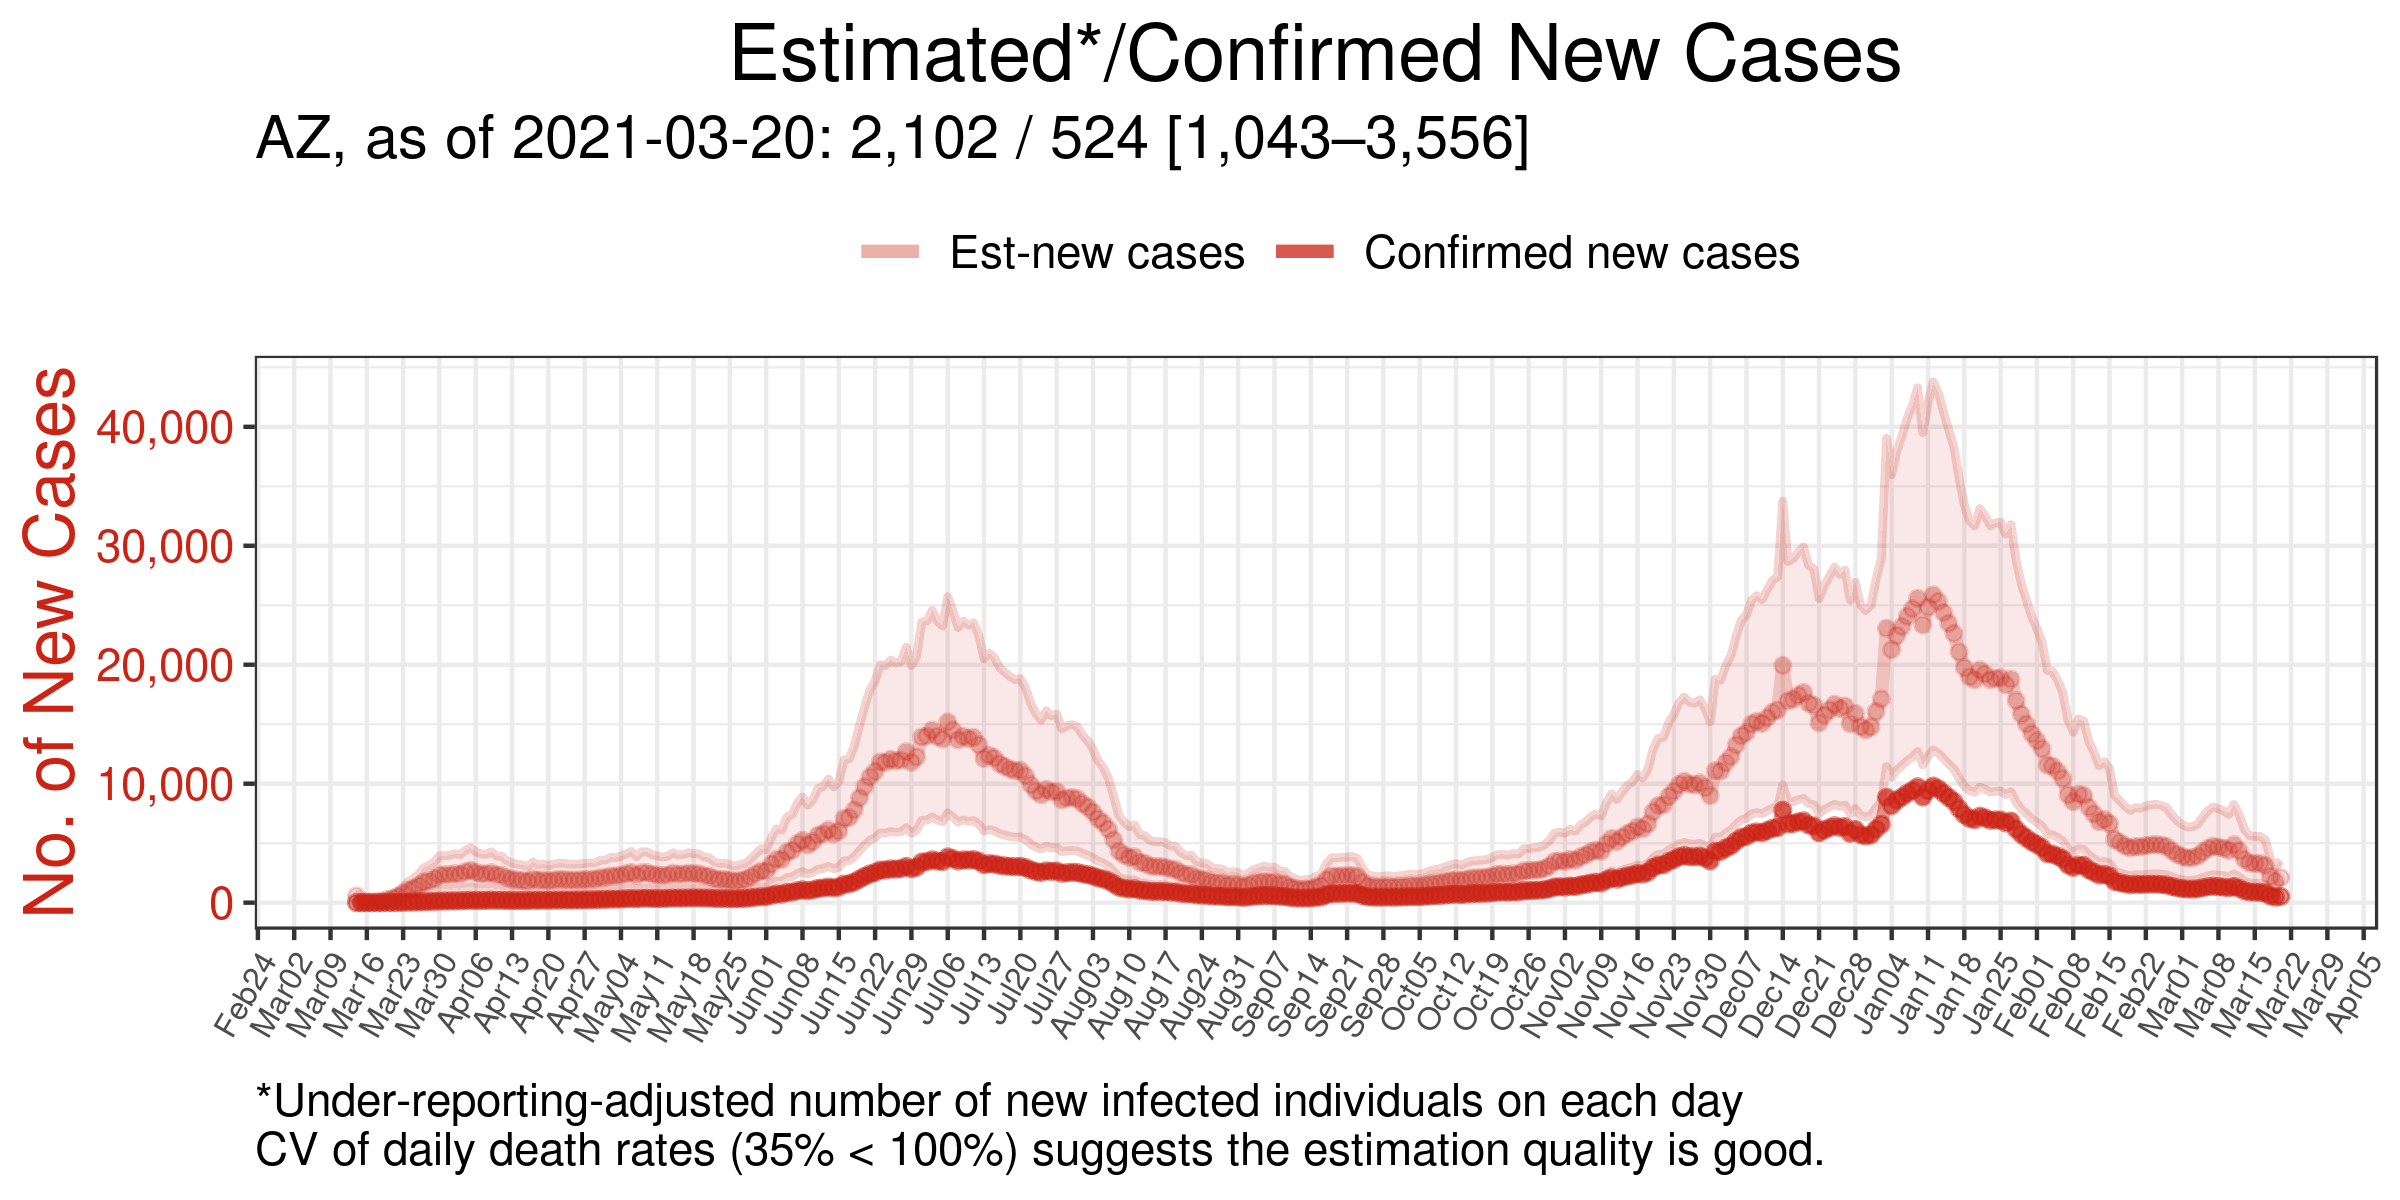 Estimated*/Confirmed New Cases
AZ, as of 2021-03-20: 2,102 / 524 [1,043–3,556]
Est-new cases Confirmed new cases
No. of New Cases
40,000
30,000
20,000
10,000
0
Feb24 Mar02 Mar09 Mar16 Mar23 Mar30 Apr06 Apr13 Apr20 Apr27 May04 May11 May18 May25 Jun01 Jun08 Jun15 Jun22 Jun29 Jul06 Jul13 Jul20 Jul27 Aug03 Aug10 Aug17 Aug24 Aug31 Sep07 Sep14 Sep21 Sep28 Oct05 Oct12 Oct19 Oct26 Nov02 Nov09 Nov16 Nov23 Nov30 Dec07 Dec14 Dec21 Dec28 Jan04 Jan11 Jan18 Jan25 Feb01 Feb08 Feb15 Feb22 Mar01 Mar08 Mar15 Mar22 Mar29 Apr05
*Under-reporting-adjusted number of new infected individuals on each day
CV of daily death rates (35% < 100%) suggests the estimation quality is good.